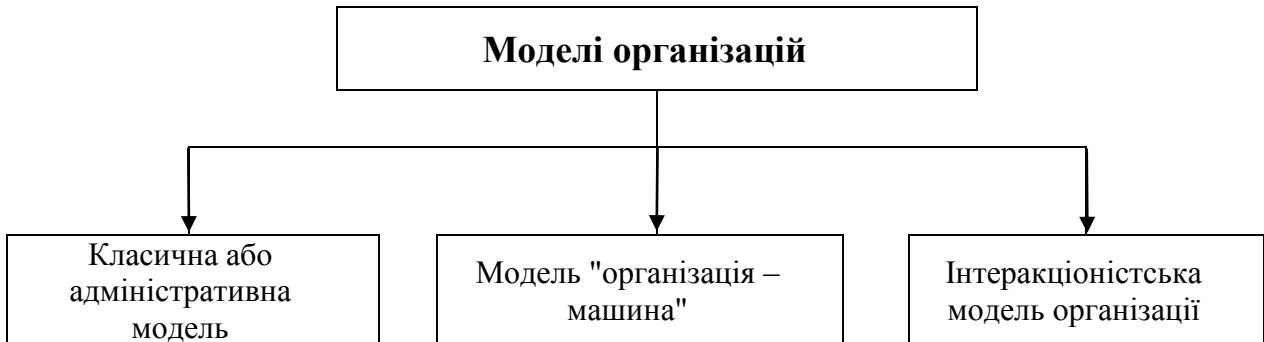 Моделі організацій
Класична або
адміністративна
модель
Модель "організація –
машина"
Інтеракціоністська
модель організації